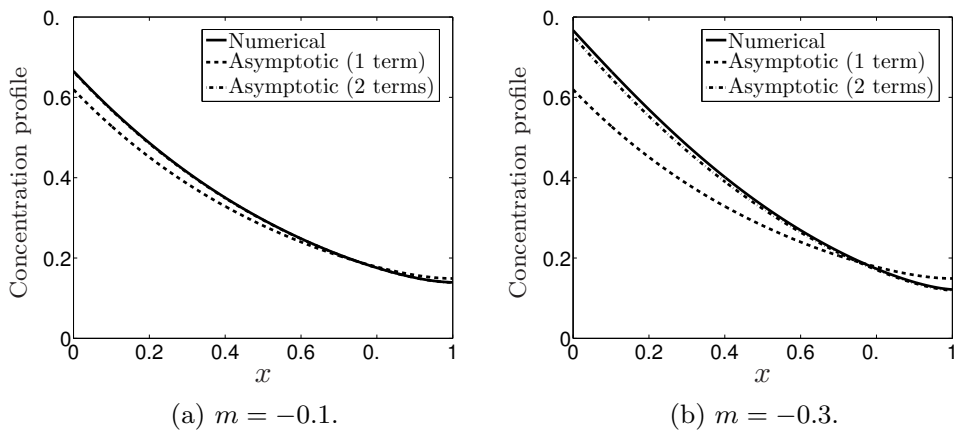 0.
Numerical
Asymptotic (1 term)
Asymptotic (2 terms)
0.6
0.4
0.2
0
Concentration profile
0 0.2 0.4 0.6 0. 1
x
(a) m = −0.1.
0.
Numerical
Asymptotic (1 term)
Asymptotic (2 terms)
0.6
0.4
0.2
0
Concentration profile
0 0.2 0.4 0.6 0. 1
x
(b) m = −0.3.